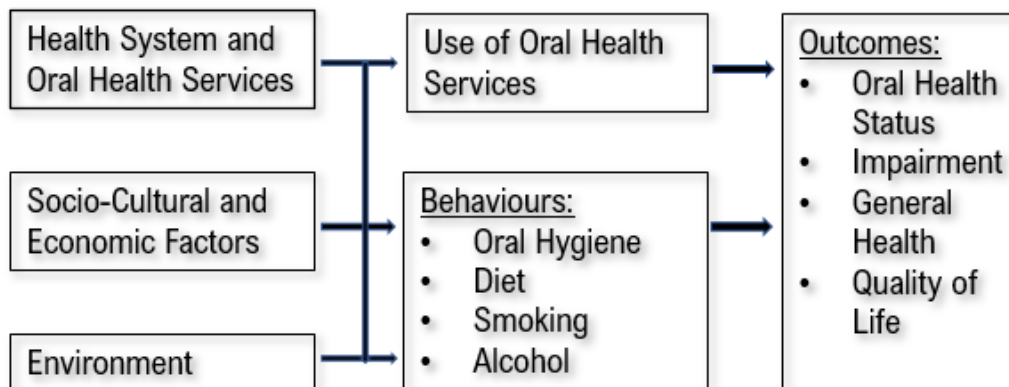 Health System and
Oral Health Services
Socio-Cultural and
Economic Factors
Environment
Use of Oral Health
Services
Behaviours:
• Oral Hygiene
• Diet
• Smoking
• Alcohol
Outcomes:
• Oral Health
Status
• Impairment
• General
Health
• Quality of
Life